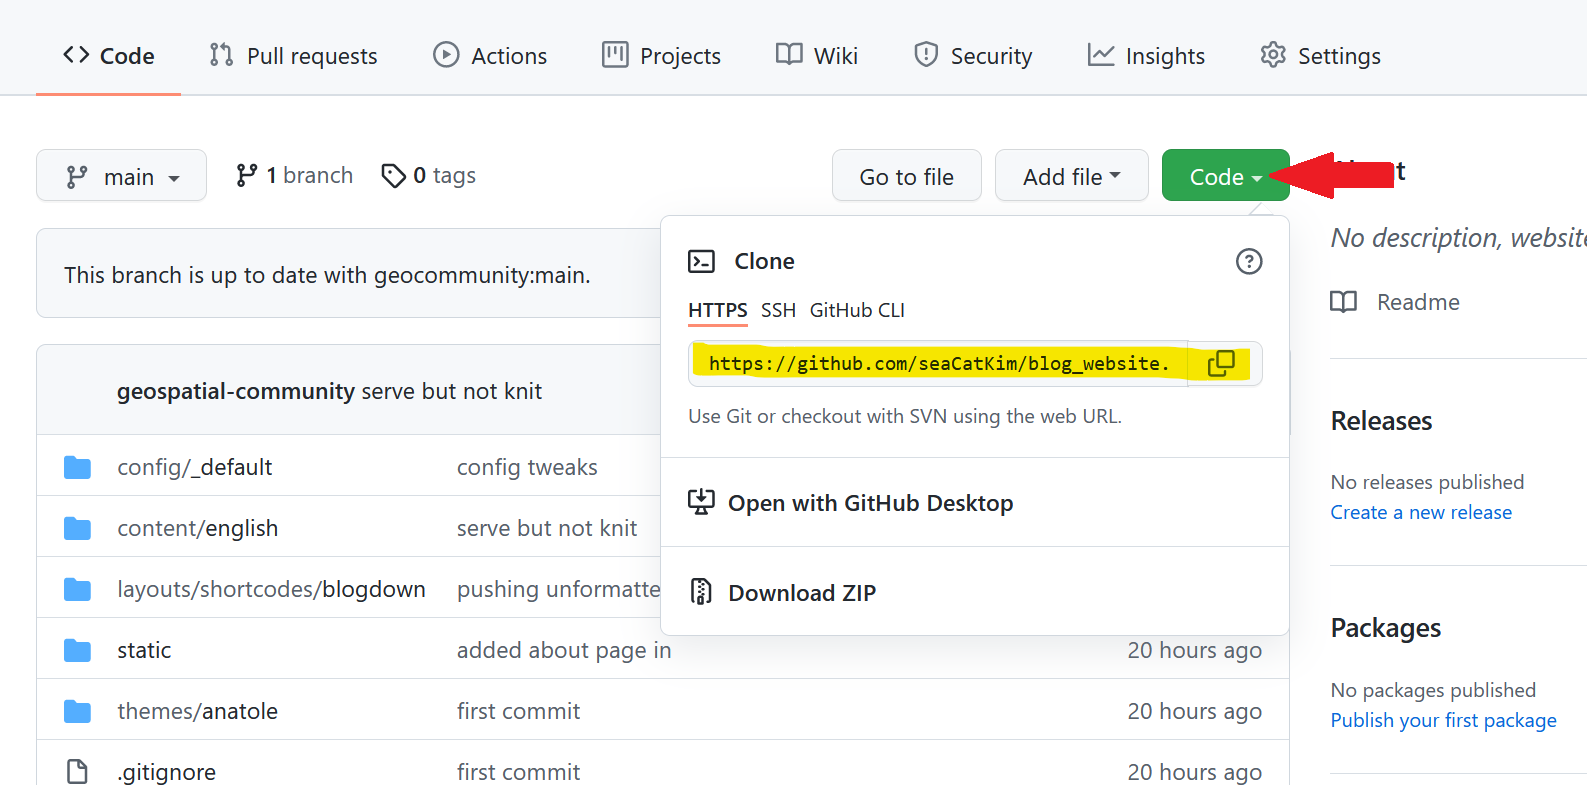 Code Pull requests Actions Projects Wiki Security Insights Settings
main 1 branch 0 tags Go to file Add file Code
This branch is up to date with geocommunity:main.
Clone
HTTPS SSH GitHub CLI
https://github.com/seaCatKim/blog_website.
Use Git or checkout with SVN using the web URL.
Open with GitHub Desktop
Download ZIP
geospatial-community serve but not knit
config/_default config tweaks
content/english serve but not knit
layouts/shortcodes/blogdown pushing unformatte
static added about page in 20 hours ago
themes/anatole first commit 20 hours ago
.gitignore first commit 20 hours ago
No description, website
Readme
Releases
No releases published
Create a new release
Packages
No packages published
Publish your first package